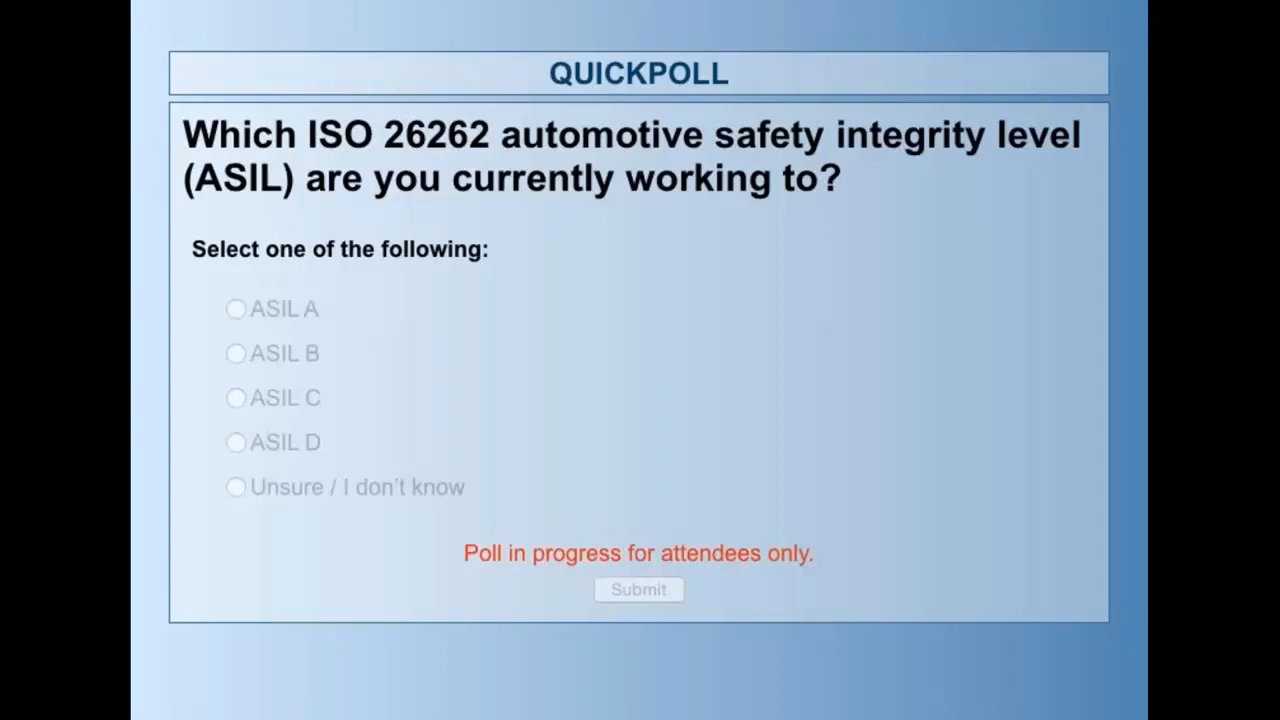 QUICKPOLL
Which ISO 26262 automotive safety integrity level
(ASIL) are you currently working to?
Select one of the following:
ASIL A
ASIL B
ASIL C
ASIL D
Unsure / I don’t know
Poll in progress for attendees only.
Submit